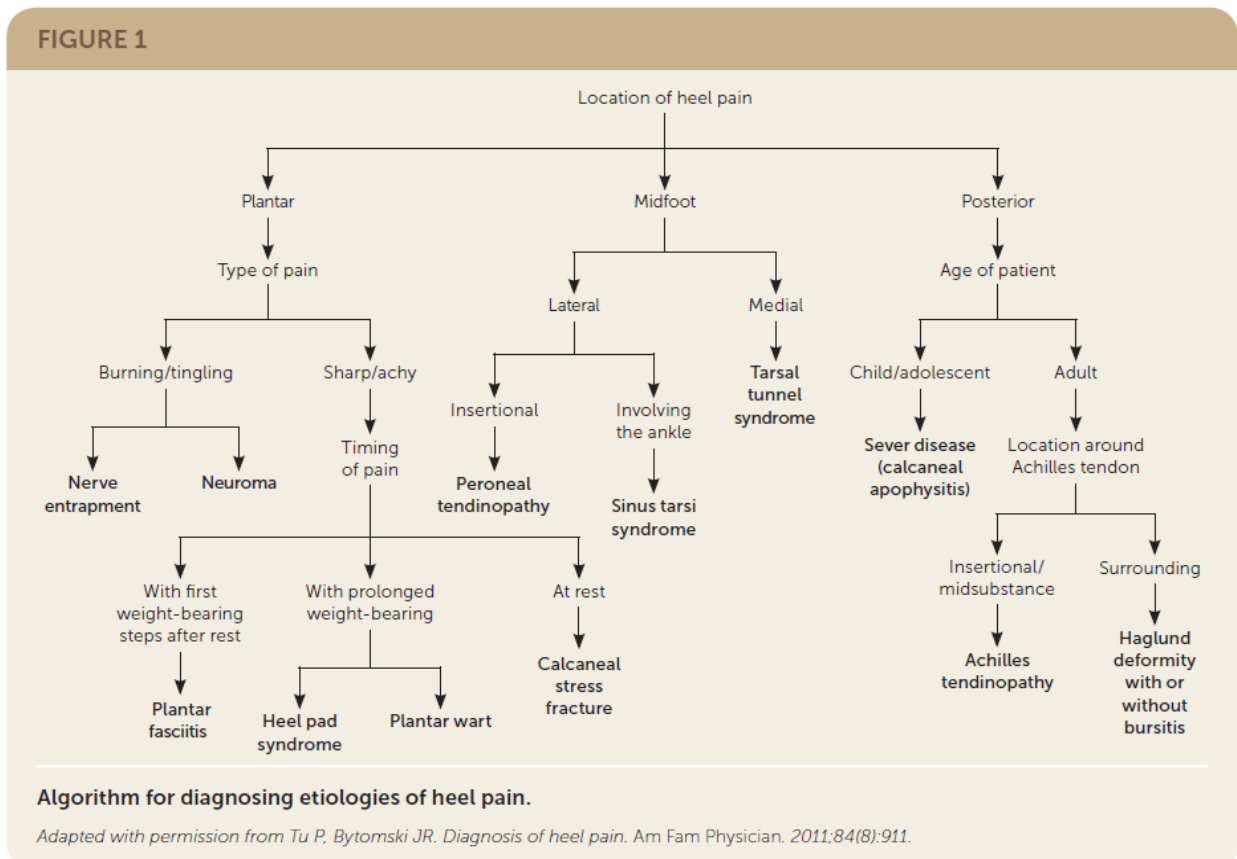 FIGURE 1
Location of heel pain
Plantar
Midfoot
Posterior
Type of pain
Age of patient
Lateral
Medial
Burning/tingling
Sharp/achy
Tarsal
tunnel
syndrome
Child/adolescent
Adult
Insertional
Involving
the ankle
Timing
of pain
Sever disease
(calcaneal
apophysitis)
Location around
Achilles tendon
Nerve
entrapment
Neuroma
Peroneal
tendinopathy
Sinus tarsi
syndrome
With first
weight-bearing
steps after rest
With prolonged
weight-bearing
At rest
Insertional/
midsubstance
Surrounding
Plantar
fasciitis
Heel pad
syndrome
Plantar wart
Calcaneal
stress
fracture
Achilles
tendinopathy
Haglund
deformity
with or
without
bursitis
Algorithm for diagnosing etiologies of heel pain.
Adapted with permission from Tu P, Bytomski JR. Diagnosis of heel pain. Am Fam Physician. 2011;84(8):911.